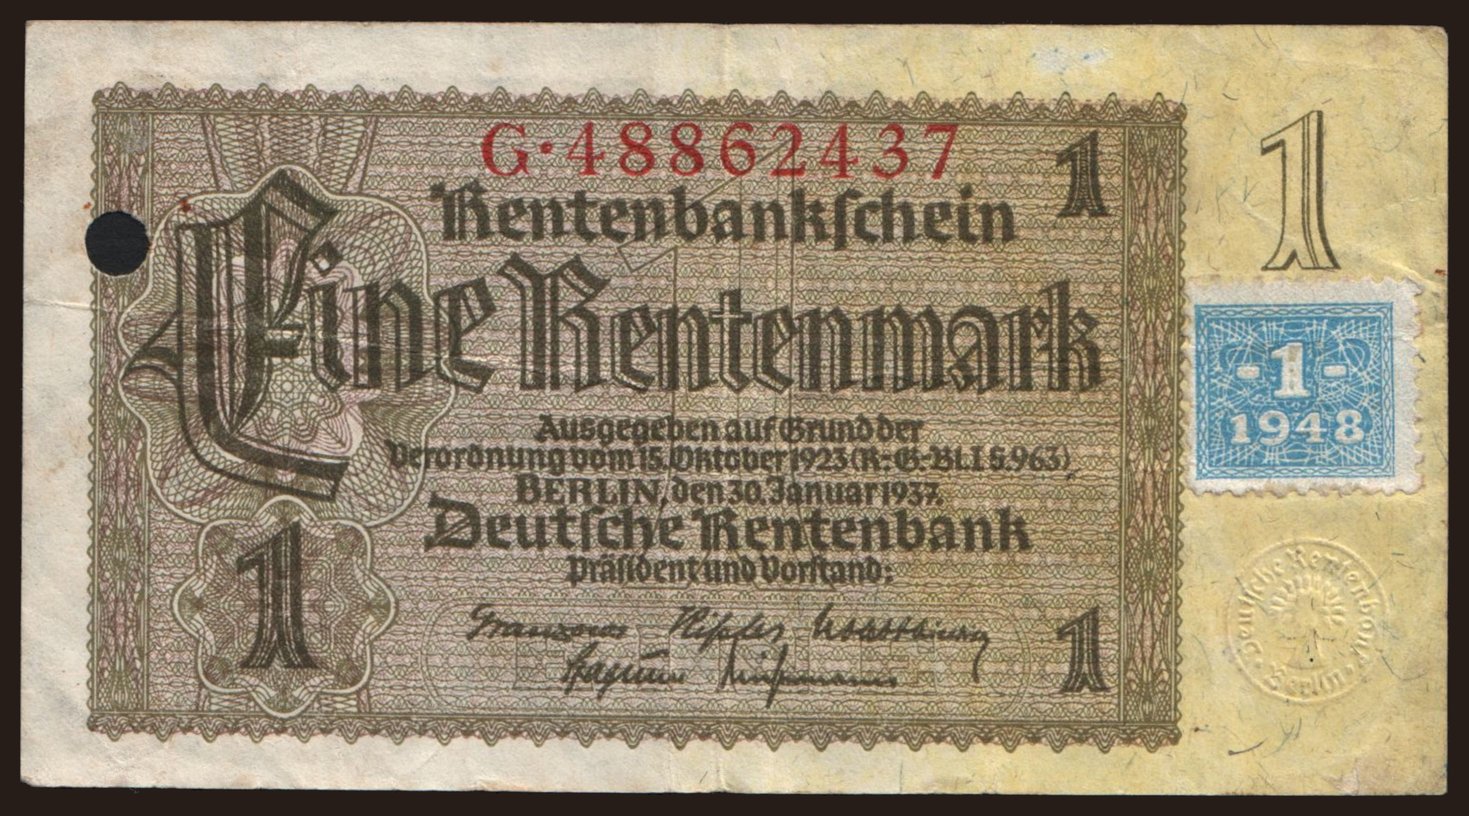 G·48862437
Rentenbankschein
1
1
Eine Rentenmark
-1-
1948
Ausgegeben auf Grund der
Verordnung vom 15. Oktober 1923 (R.-G.-Bl. I S. 963)
BERLIN, den 30. Januar 1937.
Deutsche Rentenbank
Präsident und Vorstand:
1
1
Deutsche Rentenbank
Berlin